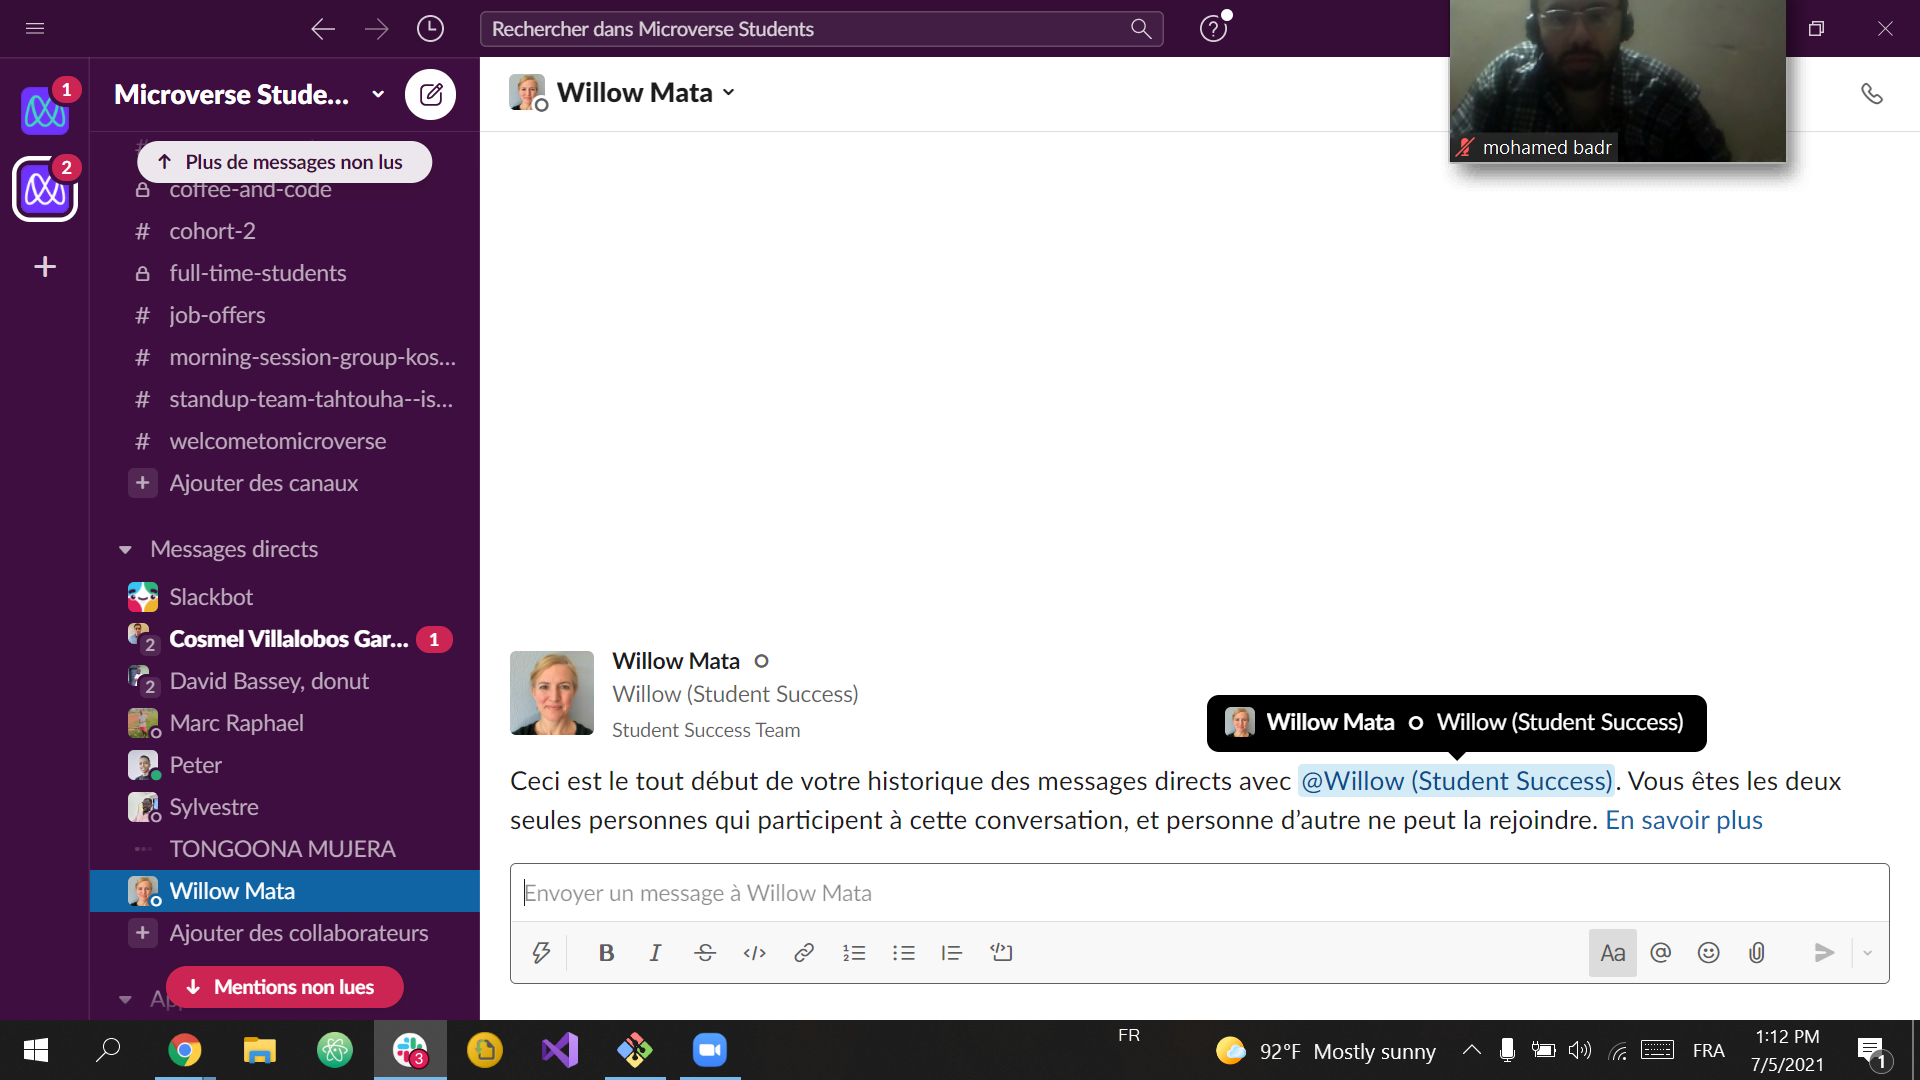 Rechercher dans Microverse Students
1
2
Microverse Stude...
Plus de messages non lus
coffee-and-code
# cohort-2
full-time-students
# job-offers
# morning-session-group-kos...
# standup-team-tahtouha--is...
# welcometomicroverse
+ Ajouter des canaux
Messages directs
Slackbot
2 Cosmel Villalobos Gar... 1
2 David Bassey, donut
Marc Raphael
Peter
Sylvestre
TONGOONA MUJERA
Willow Mata
+ Ajouter des collaborateurs
Mentions non lues
Willow Mata
mohamed badr
Willow Mata
Willow (Student Success)
Student Success Team
Willow Mata Willow (Student Success)
Ceci est le tout début de votre historique des messages directs avec @Willow (Student Success). Vous êtes les deux
seules personnes qui participent à cette conversation, et personne d’autre ne peut la rejoindre. En savoir plus
Envoyer un message à Willow Mata
B I S </> Aa @
3
FR
92°F Mostly sunny
FRA
1:12 PM
7/5/2021
1